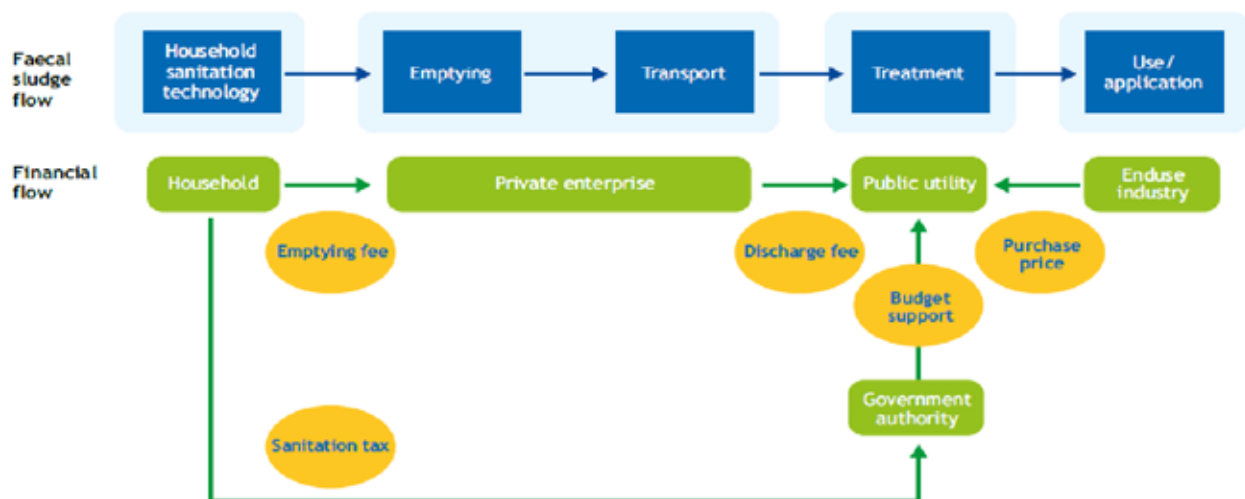 Faecal
sludge
flow
Household
sanitation
technology
Emptying
Transport
Treatment
Use/
application
Financial
flow
Household
Private enterprise
Public utility
Enduse
industry
Emptying fee
Discharge fee
Purchase
price
Budget
support
Government
authority
Sanitation tax